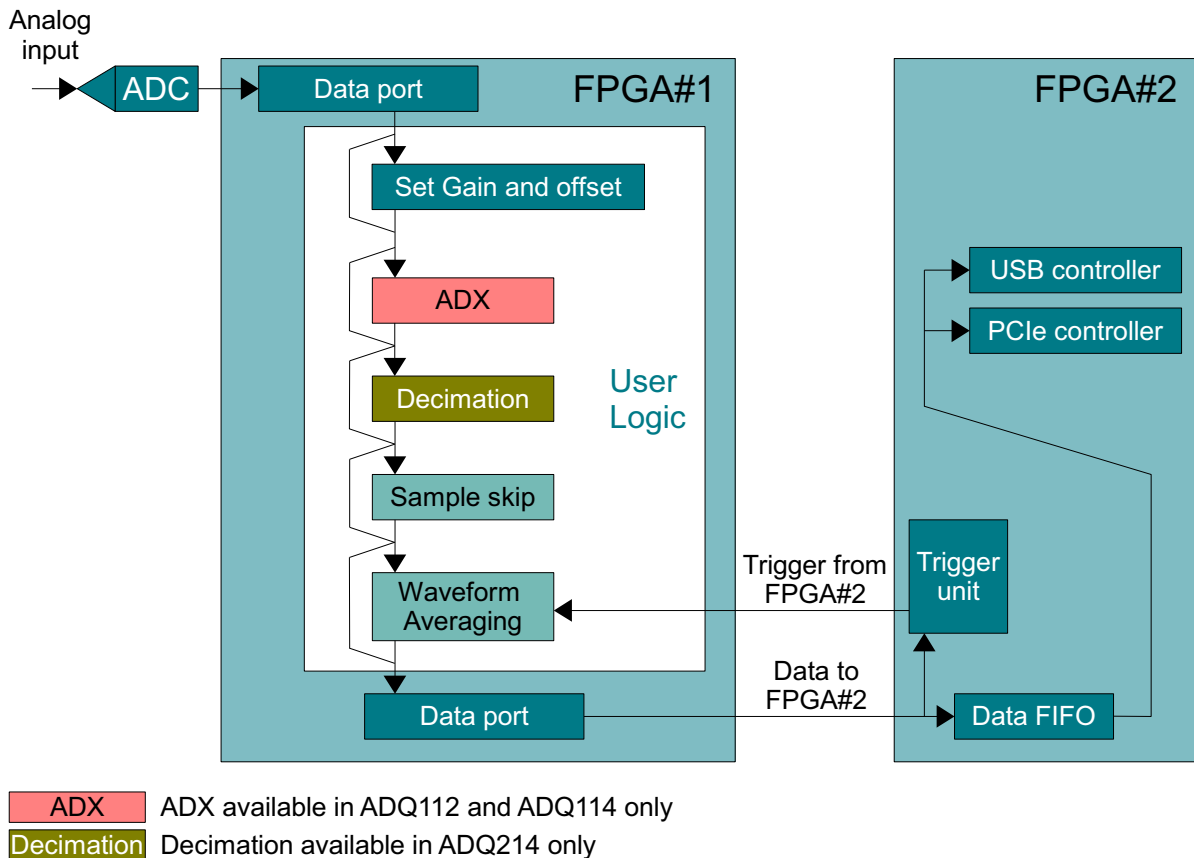 Analog
input
ADC
Data port
FPGA#1
FPGA#2
Set Gain and offset
ADX
Decimation
User
Logic
Sample skip
Waveform
Averaging
Data port
Trigger from
FPGA#2
Data to
FPGA#2
USB controller
PCIe controller
Trigger
unit
Data FIFO
ADX ADX available in ADQ112 and ADQ114 only
Decimation Decimation available in ADQ214 only